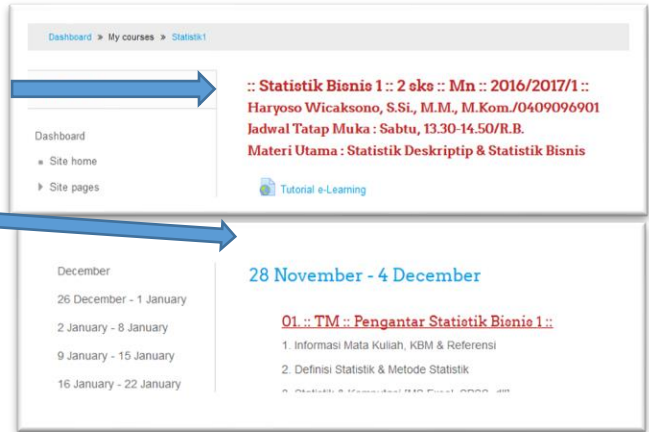 Dashboard » My courses » Statistik1
:: Statistik Bisnis 1 :: 2 sks :: Mn :: 2016/2017/1 ::
Haryoso Wicaksono, S.Si., M.M., M.Kom./0409096901
Jadwal Tatap Muka : Sabtu, 13.30-14.50/R.B.
Materi Utama : Statistik Deskriptip & Statistik Bisnis
Dashboard
Site home
Site pages
Tutorial e-Learning
December
26 December - 1 January
2 January - 8 January
9 January - 15 January
16 January - 22 January
28 November - 4 December
01. :: TM :: Pengantar Statistik Bisnis 1 ::
1. Informasi Mata Kuliah, KBM & Referensi
2. Definisi Statistik & Metode Statistik